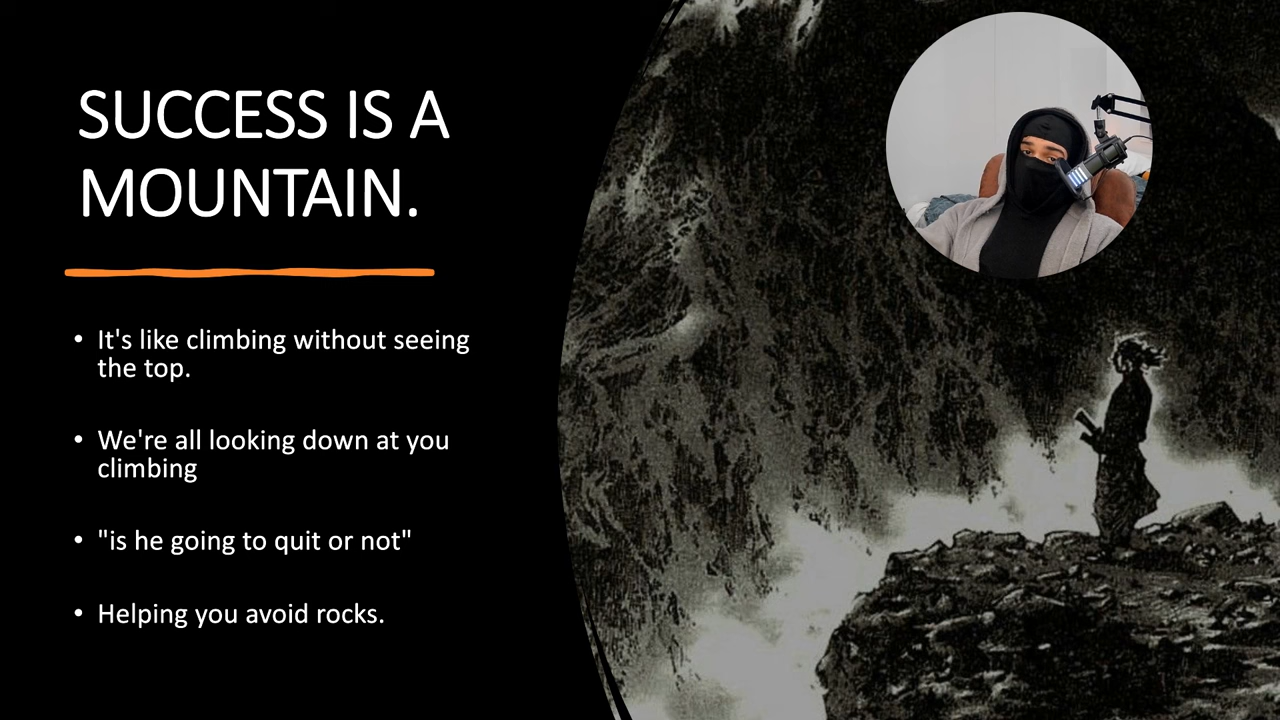 SUCCESS IS A
MOUNTAIN.
• It's like climbing without seeing
the top.
• We're all looking down at you
climbing
• "is he going to quit or not"
• Helping you avoid rocks.